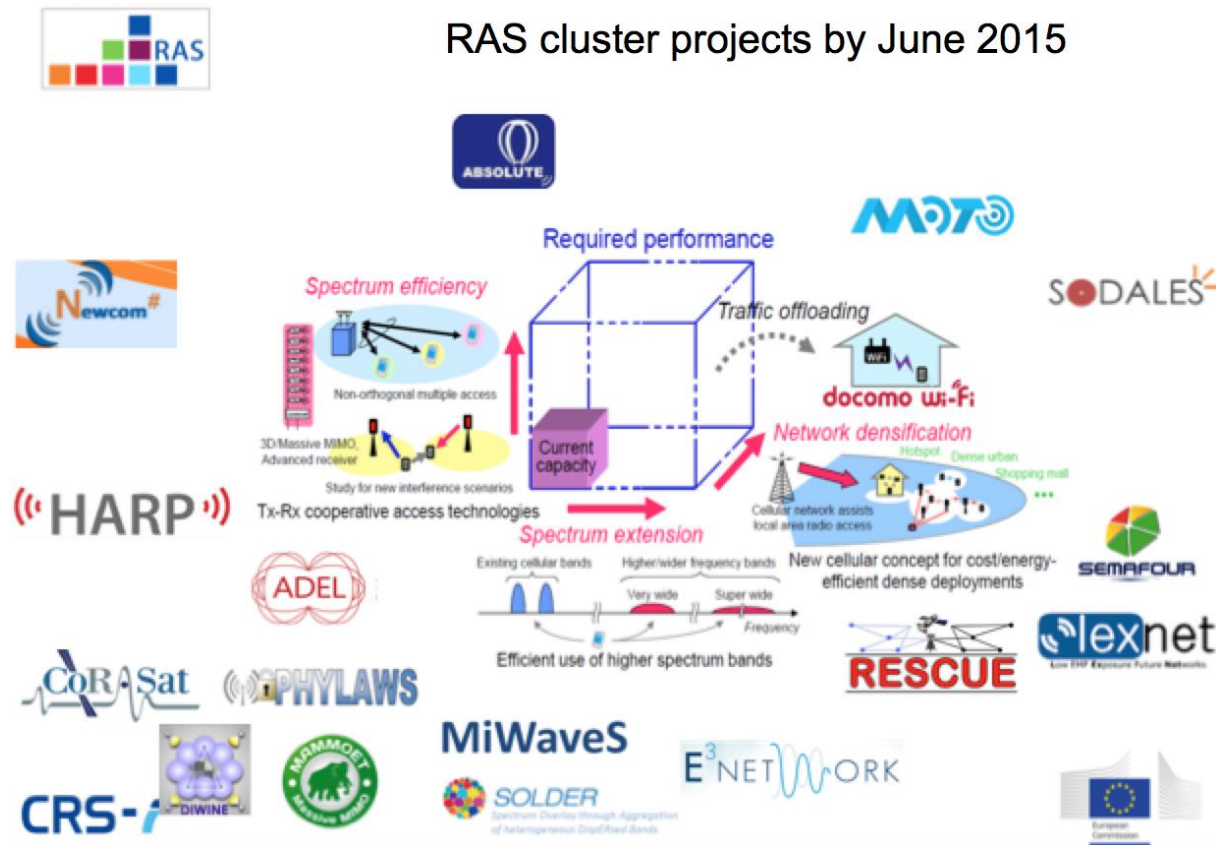 RAS
RAS cluster projects by June 2015
ABSOLUTE
MOTO
Newcom#
SODALES
Required performance
Spectrum efficiency
Traffic offloading
WiFi
Non-orthogonal multiple access
docomo Wi-Fi
3D/Massive MIMO,
Advanced receiver
Current
capacity
Network densification
Hotspot
Dense urban
Shopping mall
Study for new interference scenarios
HARP
Tx-Rx cooperative access technologies
Cellular network assists
local area radio access
Spectrum extension
New cellular concept for cost/energy-
efficient dense deployments
Existing cellular bands
Higher/wider frequency bands
Very wide
Super wide
Frequency
Efficient use of higher spectrum bands
SEMAFOUR
ADEL
RESCUE
lexnet
Low EMF Exposure Future Networks
CoRASat
PHYLAWS
MiWaveS
E3NETWORK
DIWINE
MAMMOET
Massive MIMO
CRS-i
SOLDER
Spectrum Overlay through Aggregation
of heterogeneous DispERsed Bands
European
Commission